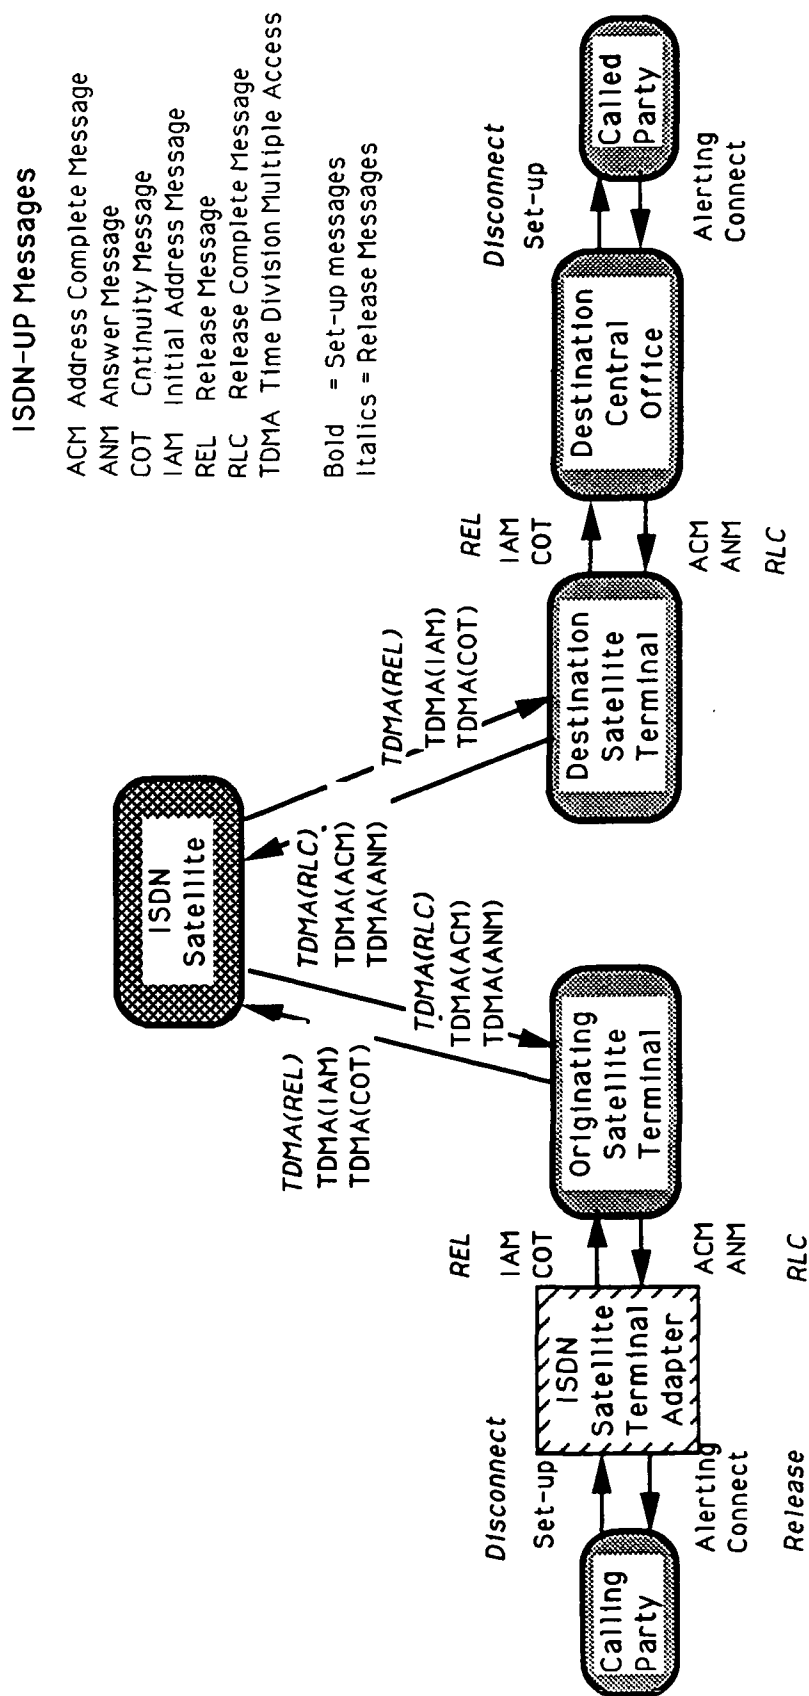 ISDN-UP Messages
ACM Address Complete Message
ANM Answer Message
COT Cntinuity Message
IAM Initial Address Message
REL Release Message
RLC Release Complete Message
TDMA Time Division Multiple Access
Bold = Set-up messages
Italics = Release Messages
ISDN
Satellite
TDMA(REL)
TDMA(IAM)
TDMA(COT)
TDMA(RLC)
TDMA(ACM)
TDMA(ANM)
TDMA(RLC)
TDMA(ACM)
TDMA(ANM)
TDMA(REL)
TDMA(IAM)
TDMA(COT)
Calling
Party
Disconnect
Set-up
Alerting
Connect
Release
ISDN
Satellite
Terminal
Adapter
REL
IAM
COT
ACM
ANM
RLC
Originating
Satellite
Terminal
Destination
Satellite
Terminal
REL
IAM
COT
ACM
ANM
RLC
Destination
Central
Office
Disconnect
Set-up
Alerting
Connect
Called
Party